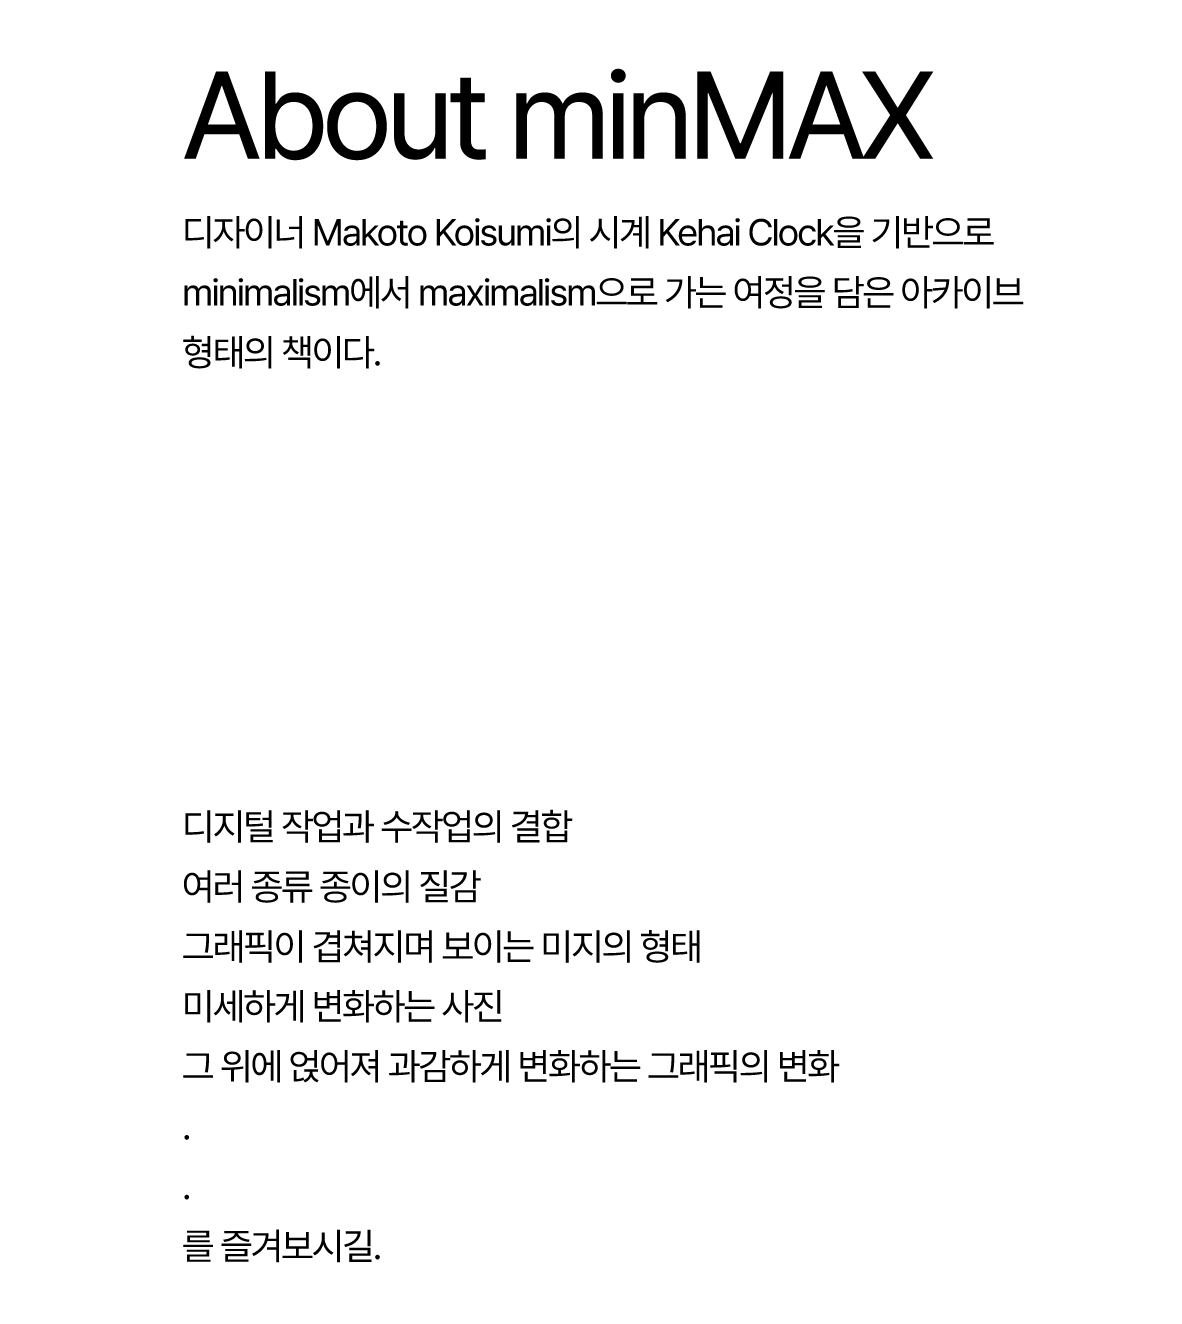 About minMAX
디자이너 Makoto Koisumi의 시계 Kehai Clock을 기반으로
minimalism에서 maximalism으로 가는 여정을 담은 아카이브
형태의 책이다.
디지털 작업과 수작업의 결합
여러 종류 종이의 질감
그래픽이 겹쳐지며 보이는 미지의 형태
미세하게 변화하는 사진
그 위에 얹어져 과감하게 변화하는 그래픽의 변화
.
.
를 즐겨보시길.